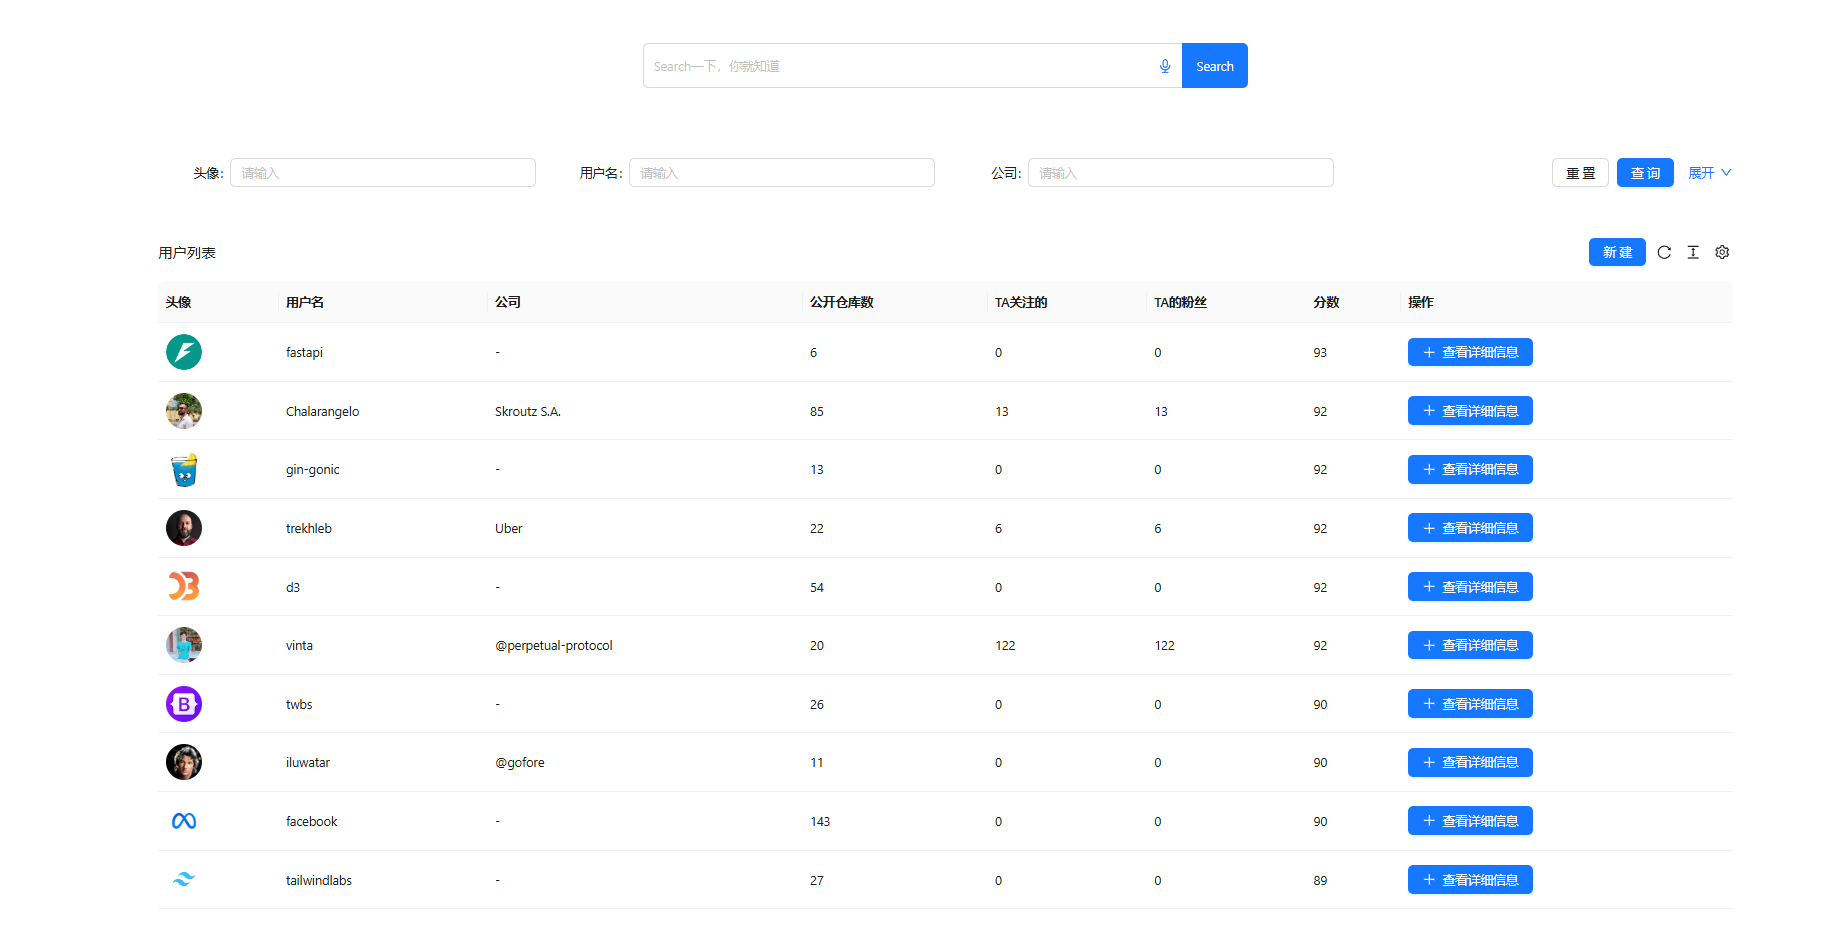 Search一下，你就知道 Search
头像: 请输入 用户名: 请输入 公司: 请输入 重 置 查 询 展开
用户列表 新 建
头像 用户名 公司 公开仓库数 TA关注的 TA的粉丝 分数 操作
fastapi - 6 0 0 93 查看详细信息
Chalarangelo Skroutz S.A. 85 13 13 92 查看详细信息
gin-gonic - 13 0 0 92 查看详细信息
trekhleb Uber 22 6 6 92 查看详细信息
D3 d3 - 54 0 0 92 查看详细信息
vinta @perpetual-protocol 20 122 122 92 查看详细信息
B twbs - 26 0 0 90 查看详细信息
iluwatar @gofore 11 0 0 90 查看详细信息
facebook - 143 0 0 90 查看详细信息
tailwindlabs - 27 0 0 89 查看详细信息